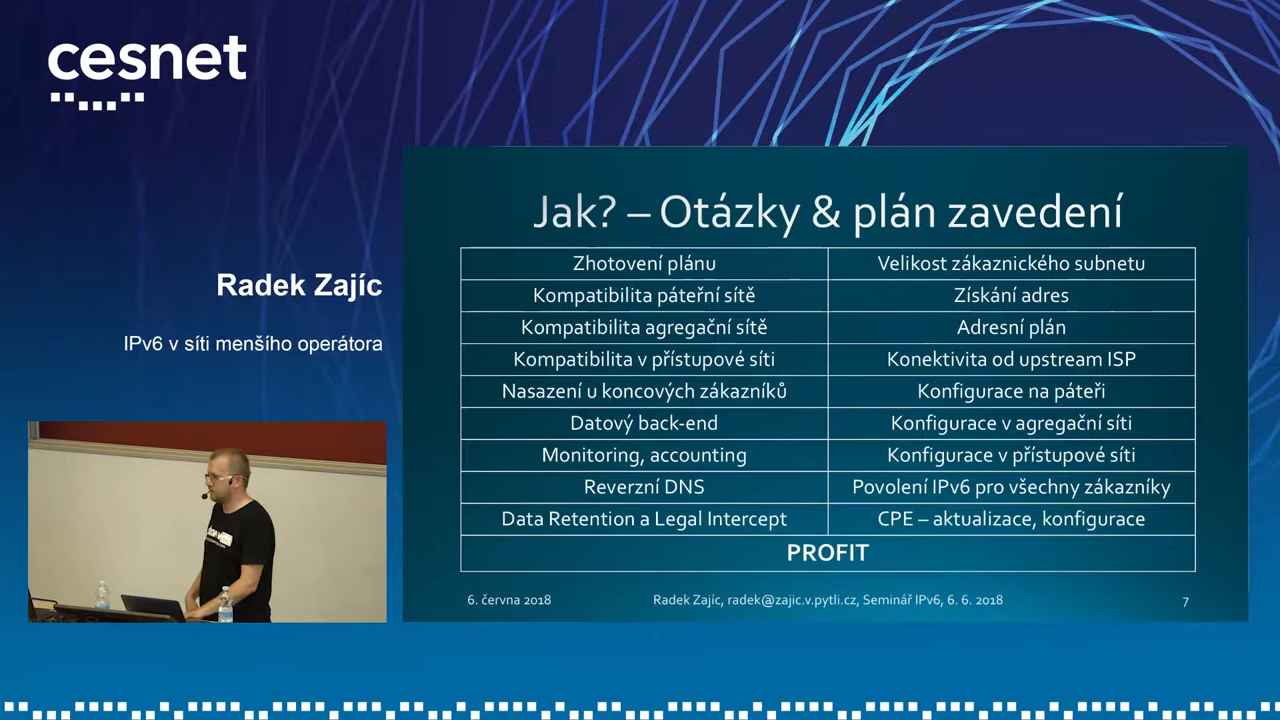 cesnet
Radek Zajíc
IPv6 v síti menšího operátora
Jak? – Otázky & plán zavedení
Zhotovení plánu
Velikost zákaznického subnetu
Kompatibilita páteřní sítě
Získání adres
Kompatibilita agregační sítě
Adresní plán
Kompatibilita v přístupové síti
Konektivita od upstream ISP
Nasazení u koncových zákazníků
Konfigurace na páteři
Datový back-end
Konfigurace v agregační síti
Monitoring, accounting
Konfigurace v přístupové síti
Reverzní DNS
Povolení IPv6 pro všechny zákazníky
Data Retention a Legal Intercept
CPE – aktualizace, konfigurace
PROFIT
6. června 2018
Radek Zajíc, radek@zajic.v.pytli.cz, Seminář IPv6, 6. 6. 2018
7